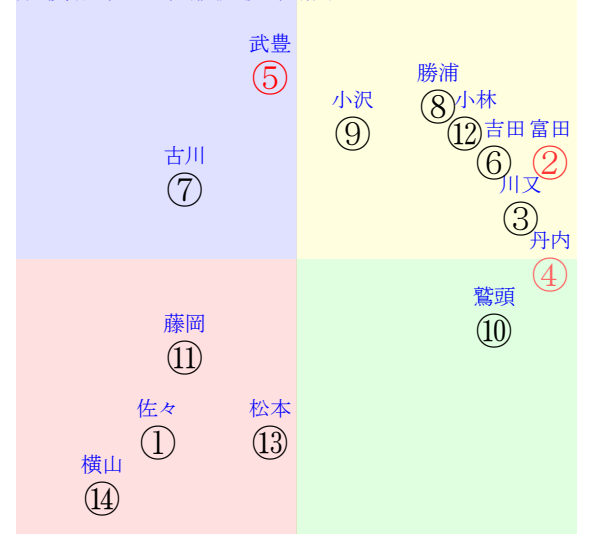 武豊
⑤
勝浦
⑧
小沢
⑨
小林
⑫
吉田
⑥
富田
②
古川
⑦
川又
③
丹内
④
鷲頭
⑩
藤岡
⑪
佐々
①
松本
⑬
横山
⑭